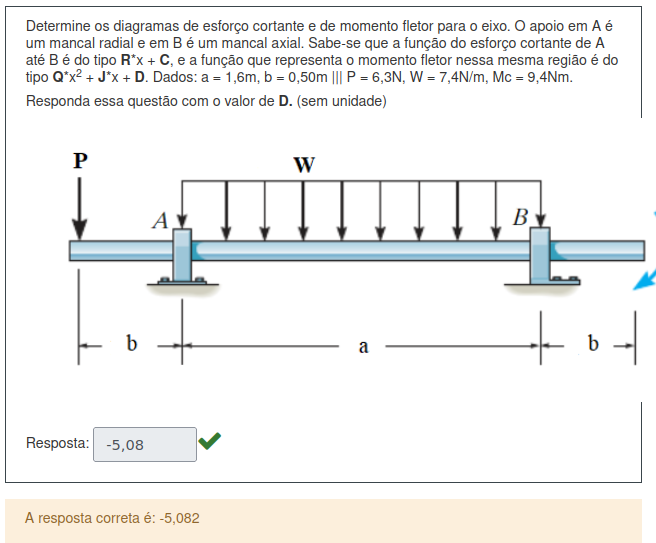 Determine os diagramas de esforço cortante e de momento fletor para o eixo. O apoio em A é
um mancal radial e em B é um mancal axial. Sabe-se que a função do esforço cortante de A
até B é do tipo R*x + C, e a função que representa o momento fletor nessa mesma região é do
tipo Q*x² + J*x + D. Dados: a = 1,6m, b = 0,50m ||| P = 6,3N, W = 7,4N/m, Mc = 9,4Nm.
Responda essa questão com o valor de D. (sem unidade)
P
W
A
B
b
a
b
Resposta: -5,08
A resposta correta é: -5,082